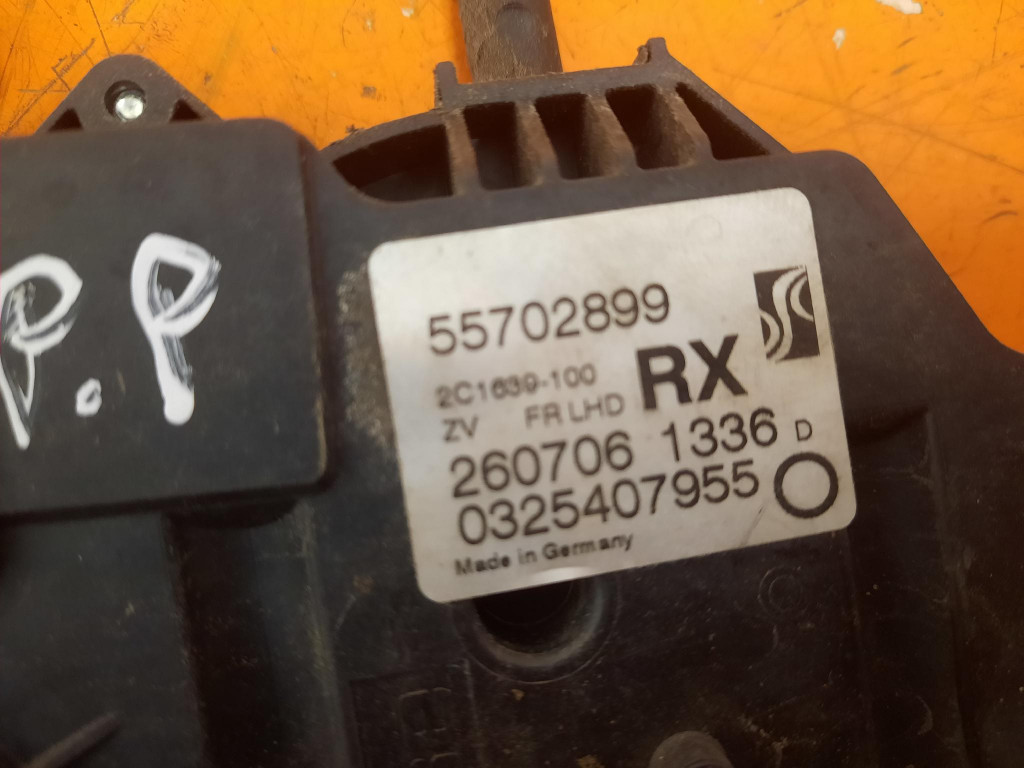 P.P
55702899
2C1639-100
RX
ZV FR LHD
260706 1336 D
0325407955
Made in Germany